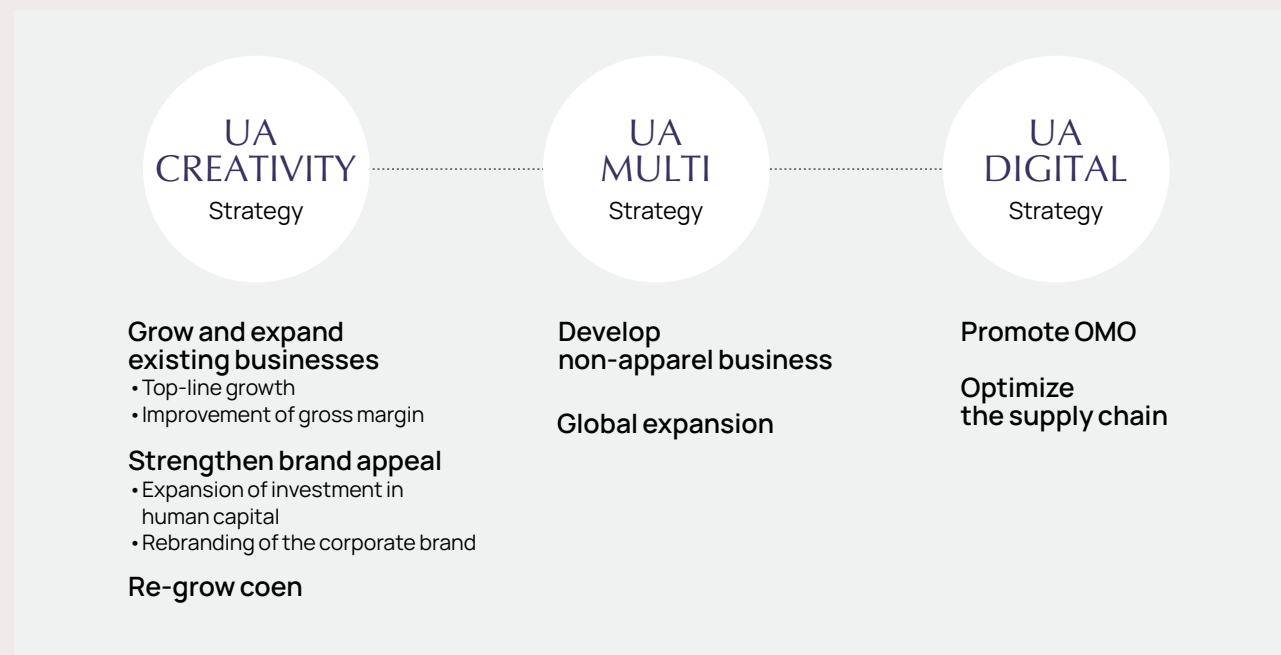 UA
CREATIVITY
Strategy
Grow and expand
existing businesses
•Top-line growth
•Improvement of gross margin
Strengthen brand appeal
•Expansion of investment in
human capital
•Rebranding of the corporate brand
Re-grow coen
UA
MULTI
Strategy
Develop
non-apparel business
Global expansion
UA
DIGITAL
Strategy
Promote OMO
Optimize
the supply chain